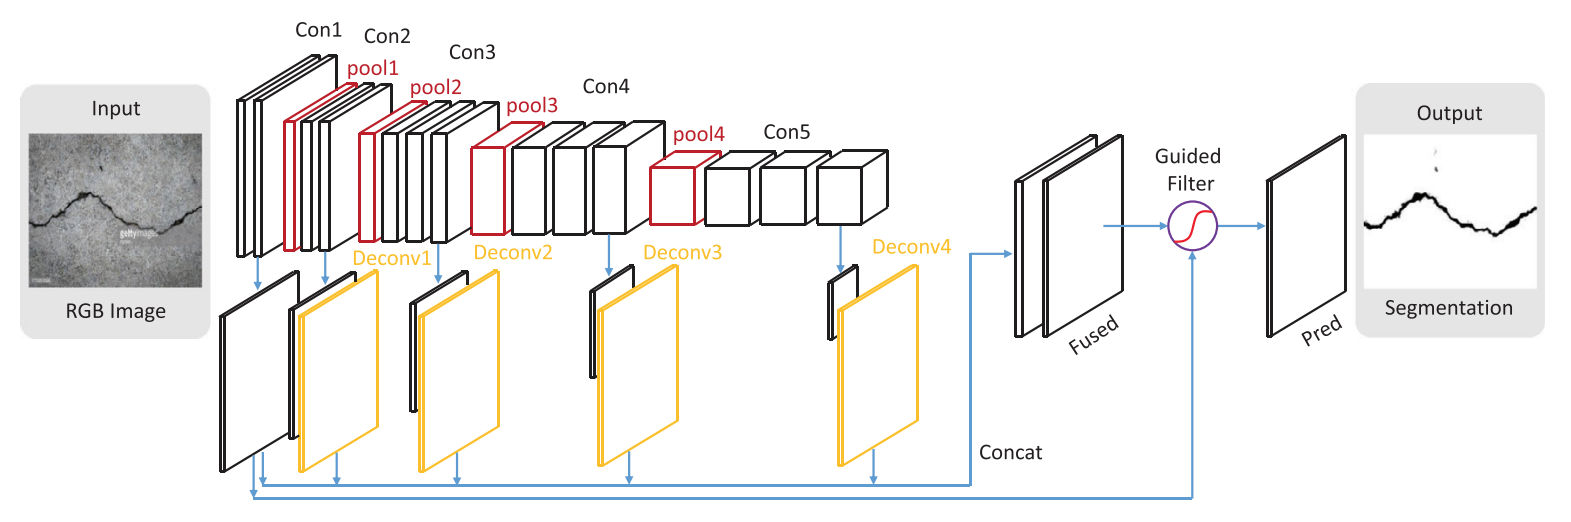 Input
RGB Image
Con1
Con2
Con3
Con4
Con5
pool1
pool2
pool3
pool4
Deconv1
Deconv2
Deconv3
Deconv4
Concat
Fused
Guided
Filter
Pred
Output
Segmentation